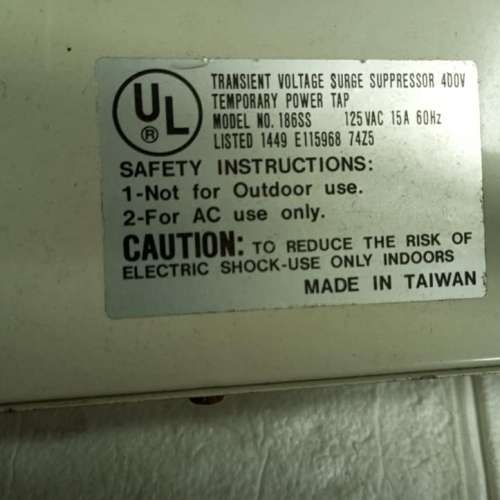 UL
®
TRANSIENT VOLTAGE SURGE SUPPRESSOR 400V
TEMPORARY POWER TAP
MODEL NO. 186SS 125VAC 15A 60Hz
LISTED 1449 E115968 74Z5
SAFETY INSTRUCTIONS:
1-Not for Outdoor use.
2-For AC use only.
CAUTION: TO REDUCE THE RISK OF
ELECTRIC SHOCK-USE ONLY INDOORS
MADE IN TAIWAN